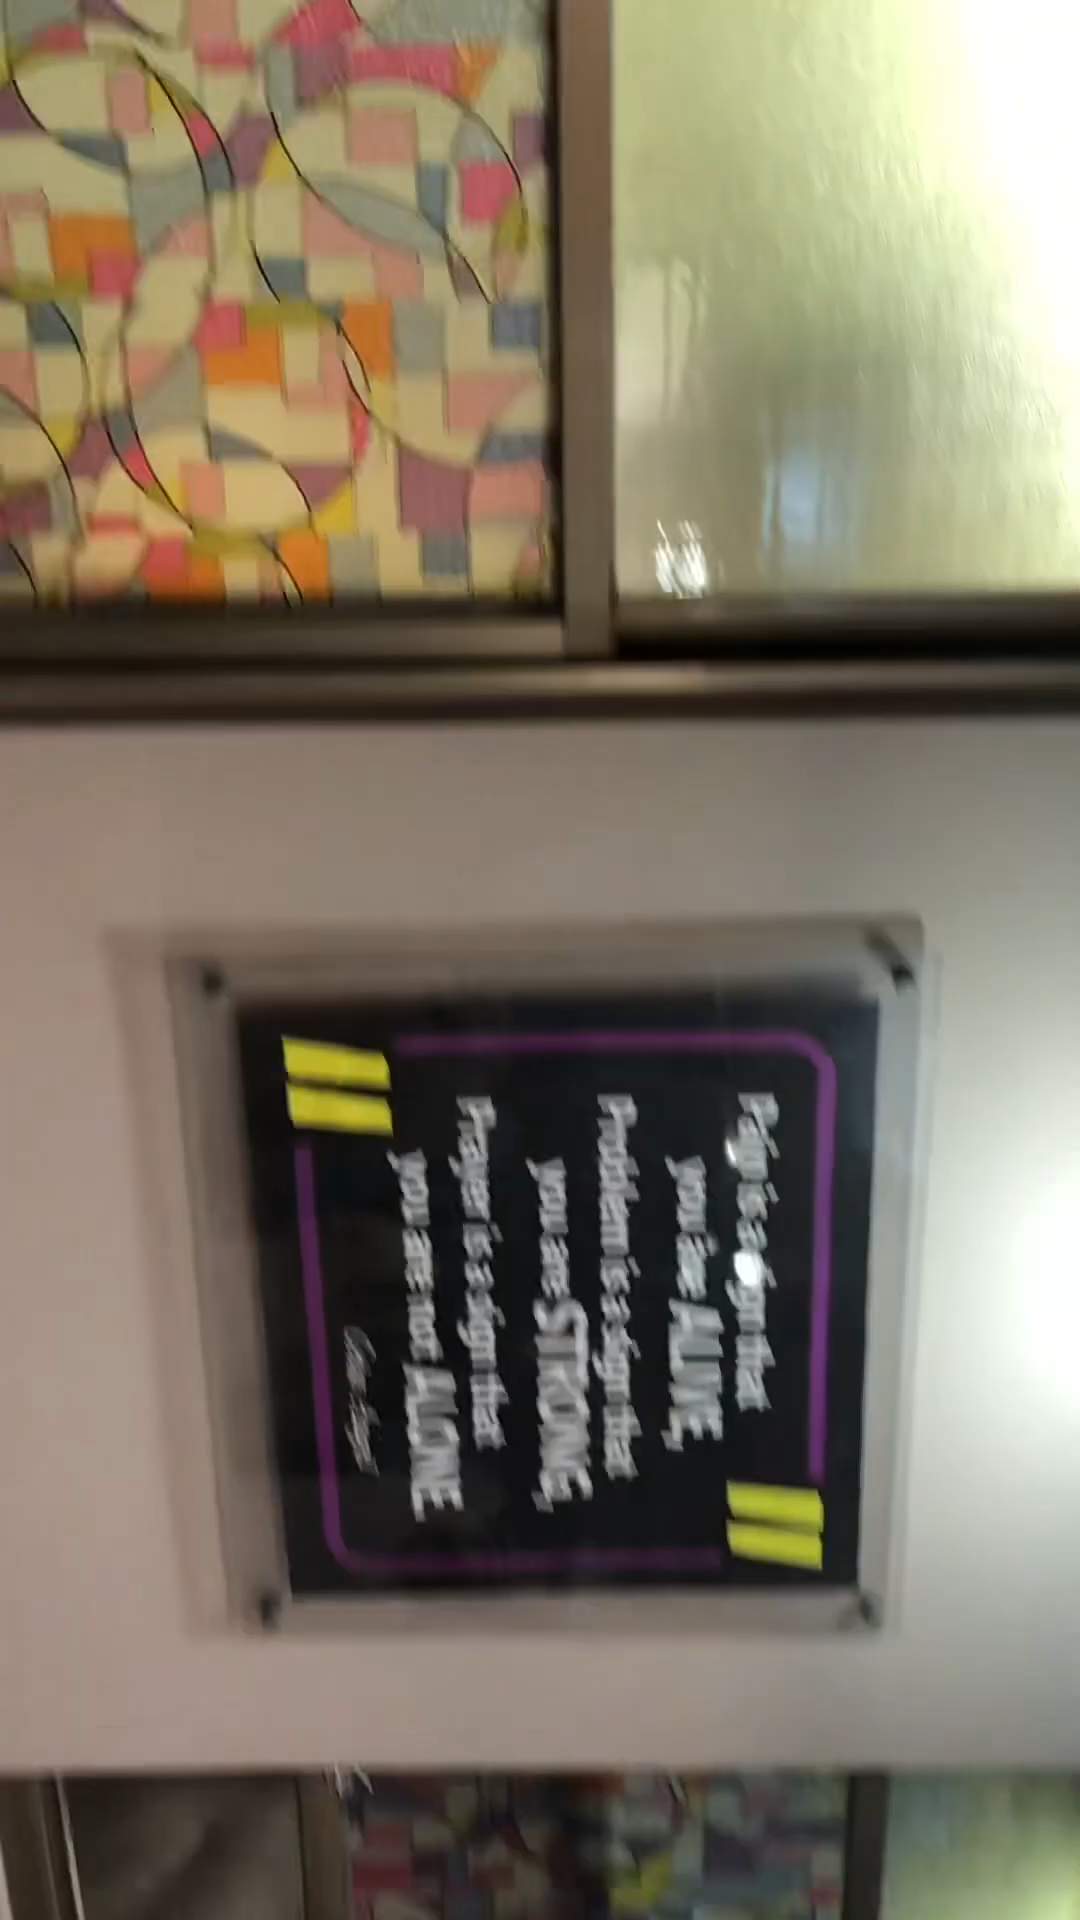 Pain is a sign that
you are ALIVE,
Problem is a sign that
you are STRONG,
Prayer is a sign that
you are not ALONE.